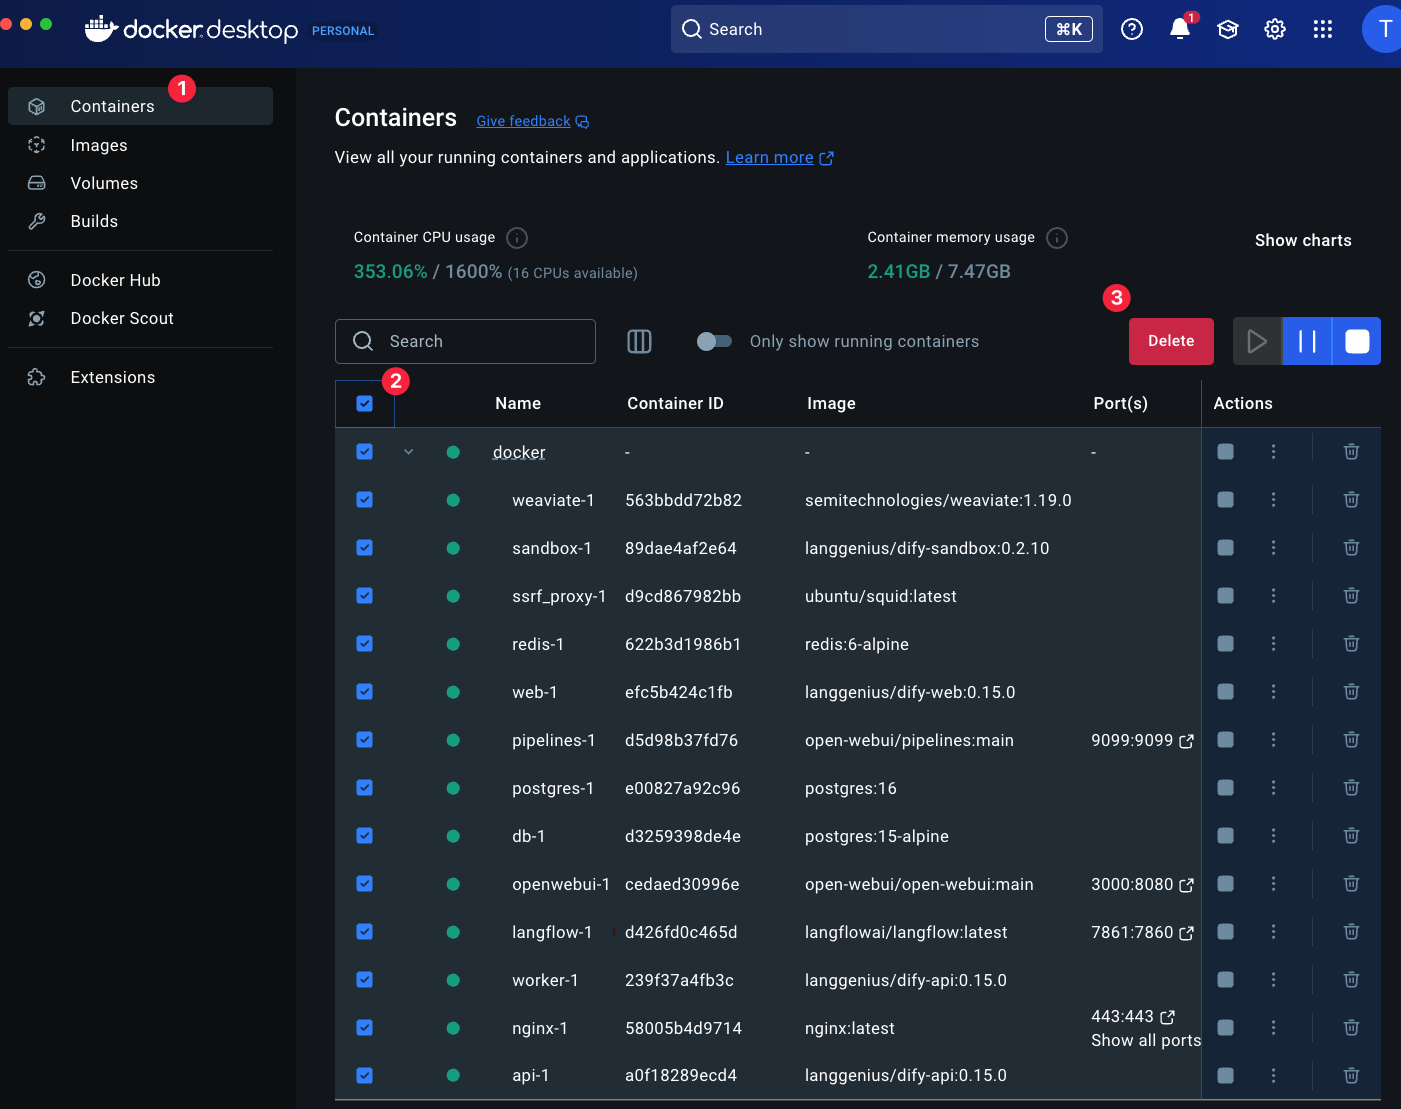 docker.desktop PERSONAL
Search ⌘K
1
T
Containers 1
Images
Volumes
Builds
Docker Hub
Docker Scout
Extensions
Containers Give feedback
View all your running containers and applications. Learn more
Container CPU usage
353.06% / 1600% (16 CPUs available)
Container memory usage
2.41GB / 7.47GB
Show charts
Search
Only show running containers
3
Delete
2
Name Container ID Image Port(s) Actions
docker - - -
weaviate-1 563bbdd72b82 semitechnologies/weaviate:1.19.0
sandbox-1 89dae4af2e64 langgenius/dify-sandbox:0.2.10
ssrf_proxy-1 d9cd867982bb ubuntu/squid:latest
redis-1 622b3d1986b1 redis:6-alpine
web-1 efc5b424c1fb langgenius/dify-web:0.15.0
pipelines-1 d5d98b37fd76 open-webui/pipelines:main 9099:9099
postgres-1 e00827a92c96 postgres:16
db-1 d3259398de4e postgres:15-alpine
openwebui-1 cedaed30996e open-webui/open-webui:main 3000:8080
langflow-1 d426fd0c465d langflowai/langflow:latest 7861:7860
worker-1 239f37a4fb3c langgenius/dify-api:0.15.0
nginx-1 58005b4d9714 nginx:latest 443:443
Show all ports
api-1 a0f18289ecd4 langgenius/dify-api:0.15.0